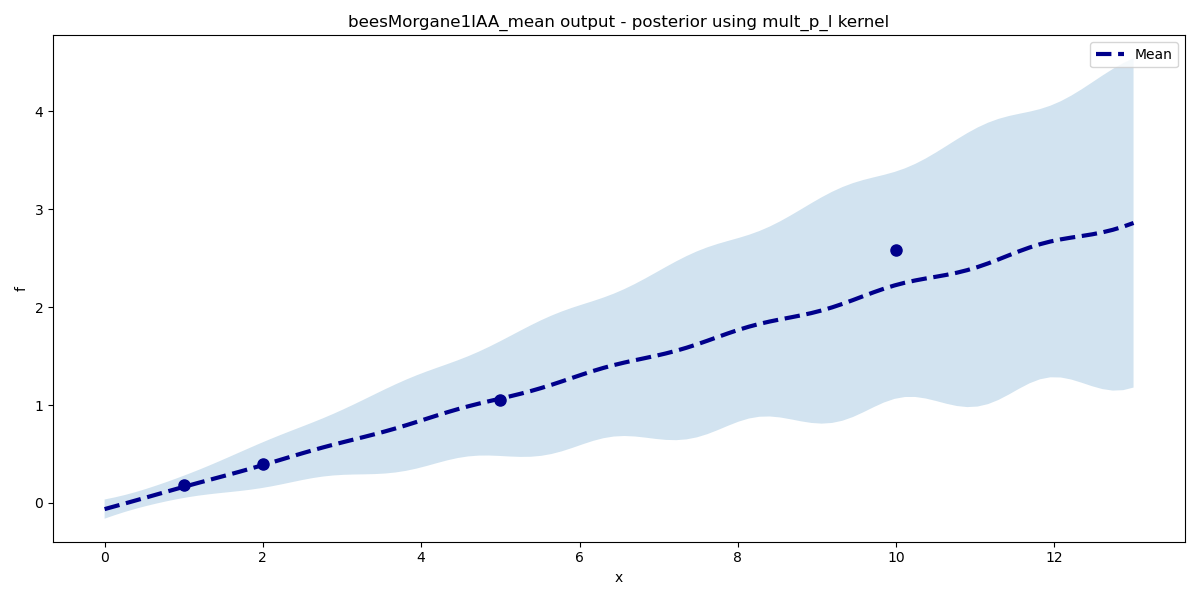 beesMorgane1IAA_mean output - posterior using mult_p_l kernel
Mean
f
4
3
2
1
0
0 2 4 6 8 10 12
x